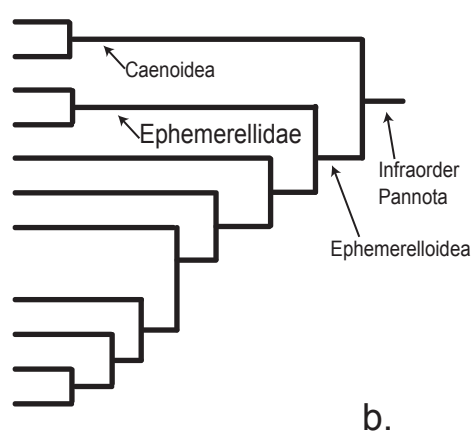 Caenoidea
Ephemerellidae
Infraorder
Pannota
Ephemerelloidea
b.